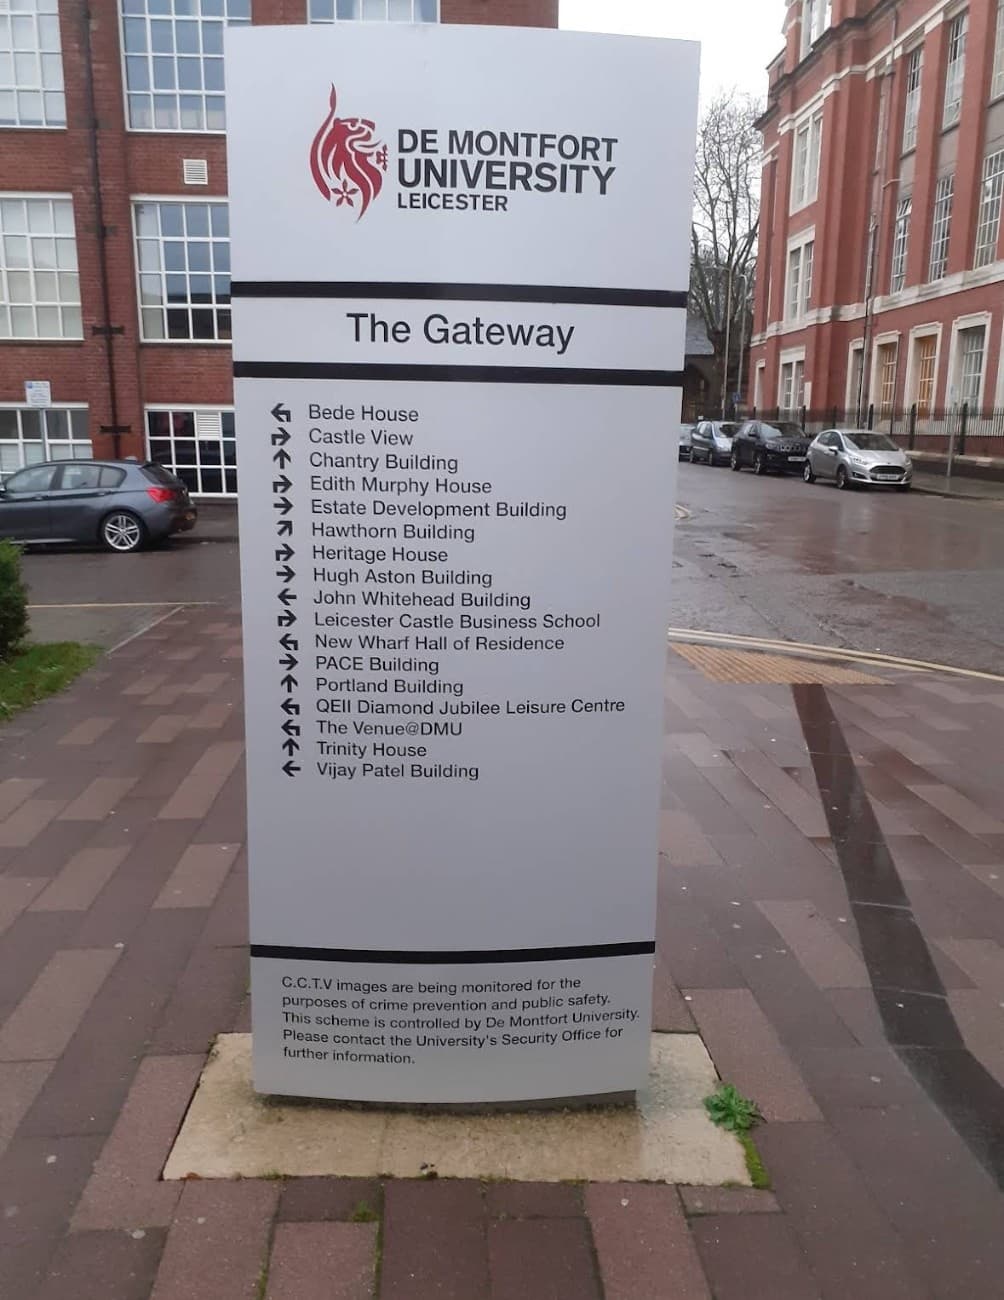 DE MONTFORT
UNIVERSITY
LEICESTER
The Gateway
Bede House
Castle View
Chantry Building
Edith Murphy House
Estate Development Building
Hawthorn Building
Heritage House
Hugh Aston Building
John Whitehead Building
Leicester Castle Business School
New Wharf Hall of Residence
PACE Building
Portland Building
QEII Diamond Jubilee Leisure Centre
The Venue@DMU
Trinity House
Vijay Patel Building
C.C.T.V images are being monitored for the
purposes of crime prevention and public safety.
This scheme is controlled by De Montfort University.
Please contact the University's Security Office for
further information.